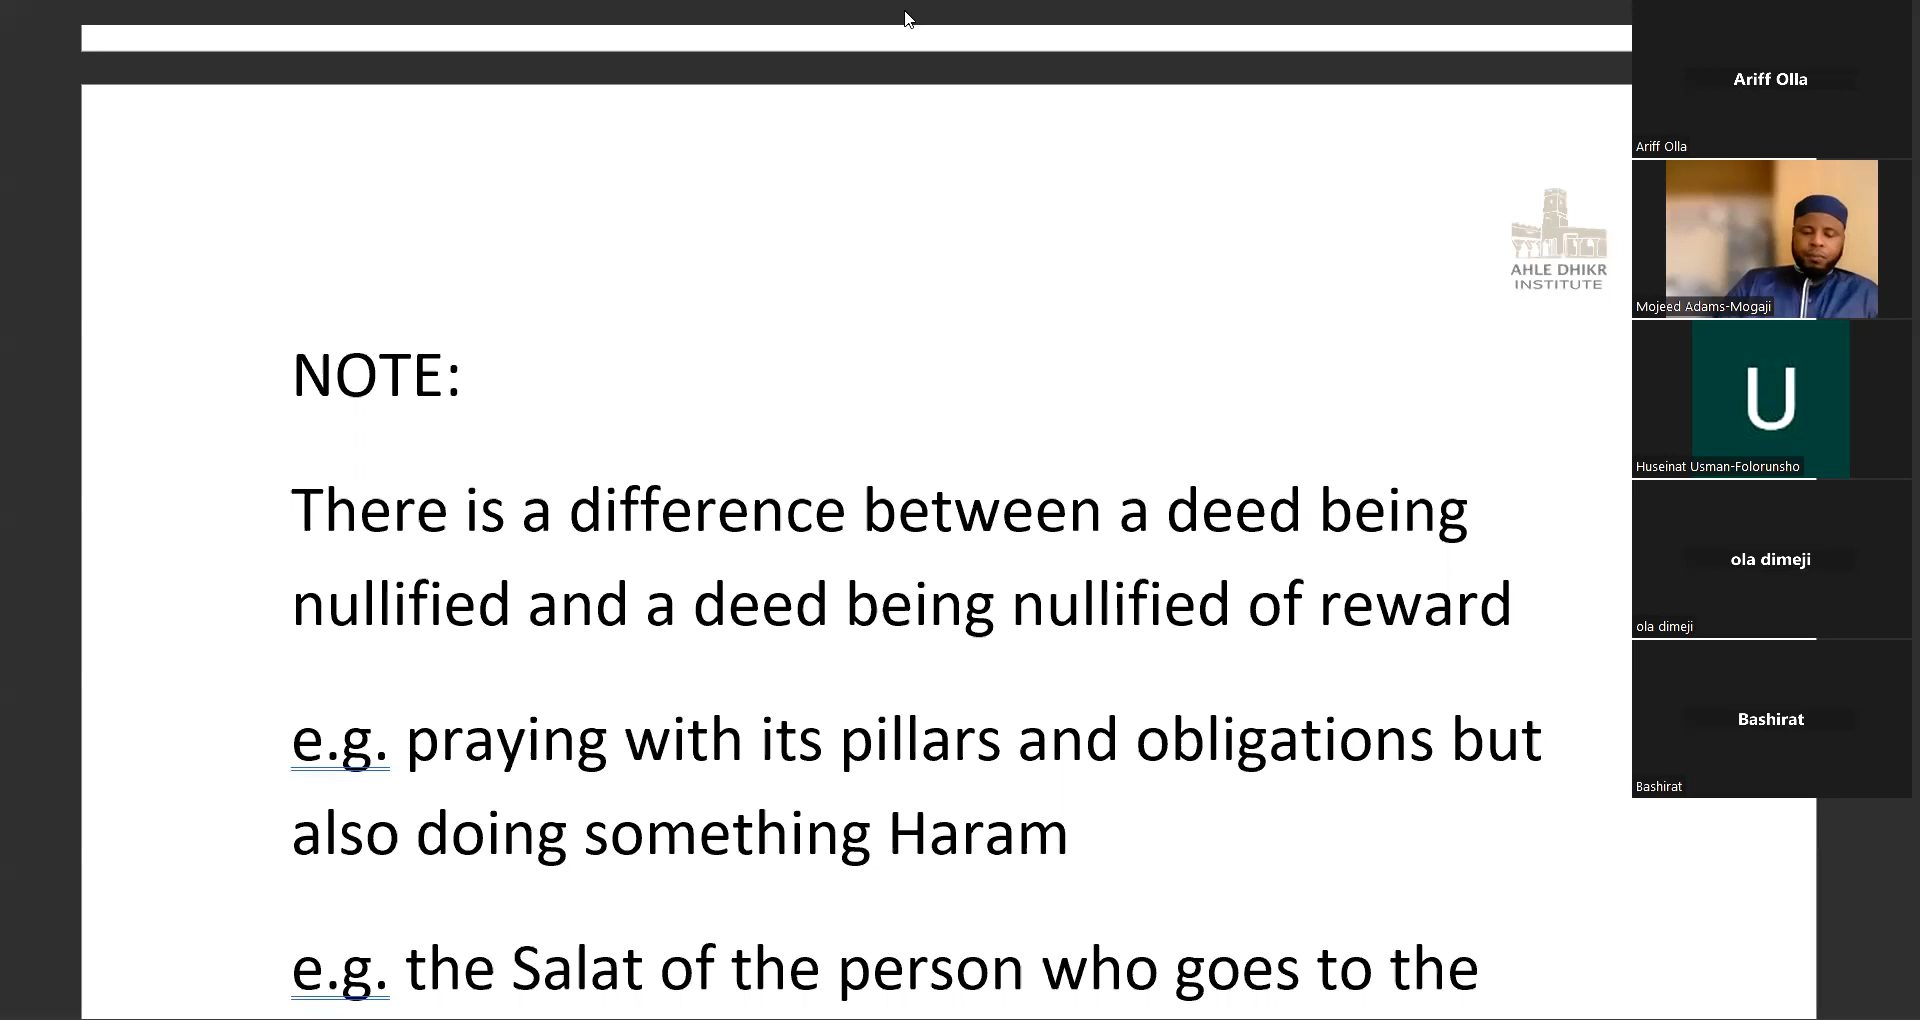 Ariff Olla
Ariff Olla
AHLE DHIKR
INSTITUTE
Mojeed Adams-Mogaji
NOTE:
U
Huseinat Usman-Folorunsho
There is a difference between a deed being
nullified and a deed being nullified of reward
ola dimeji
ola dimeji
e.g. praying with its pillars and obligations but
also doing something Haram
Bashirat
Bashirat
e.g. the Salat of the person who goes to the